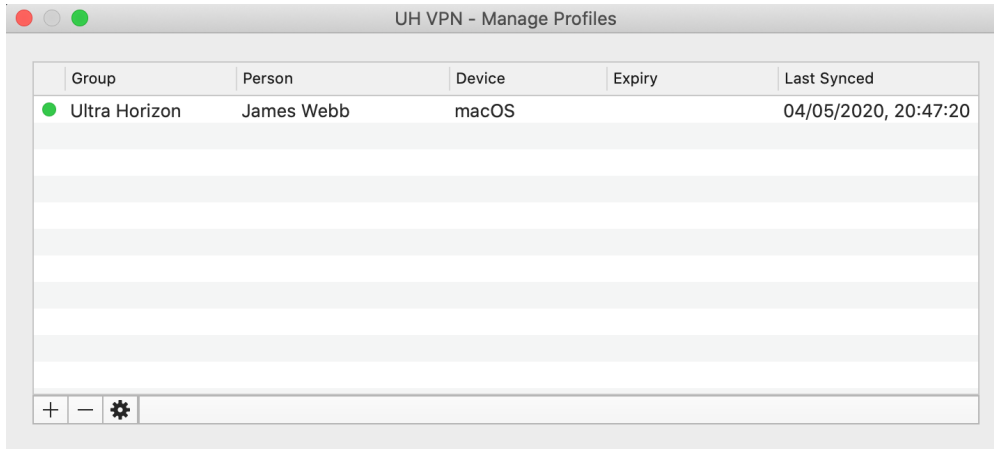 UH VPN - Manage Profiles
Group Person Device Expiry Last Synced
Ultra Horizon James Webb macOS 04/05/2020, 20:47:20